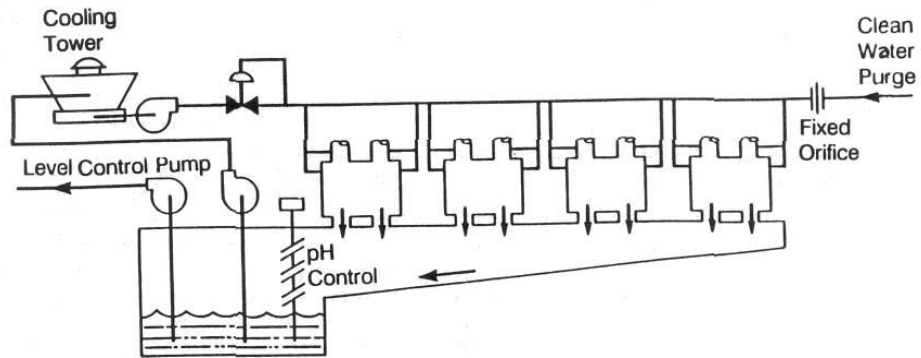 Cooling
Tower
Clean
Water
Purge
Fixed
Orifice
Level Control Pump
pH
Control